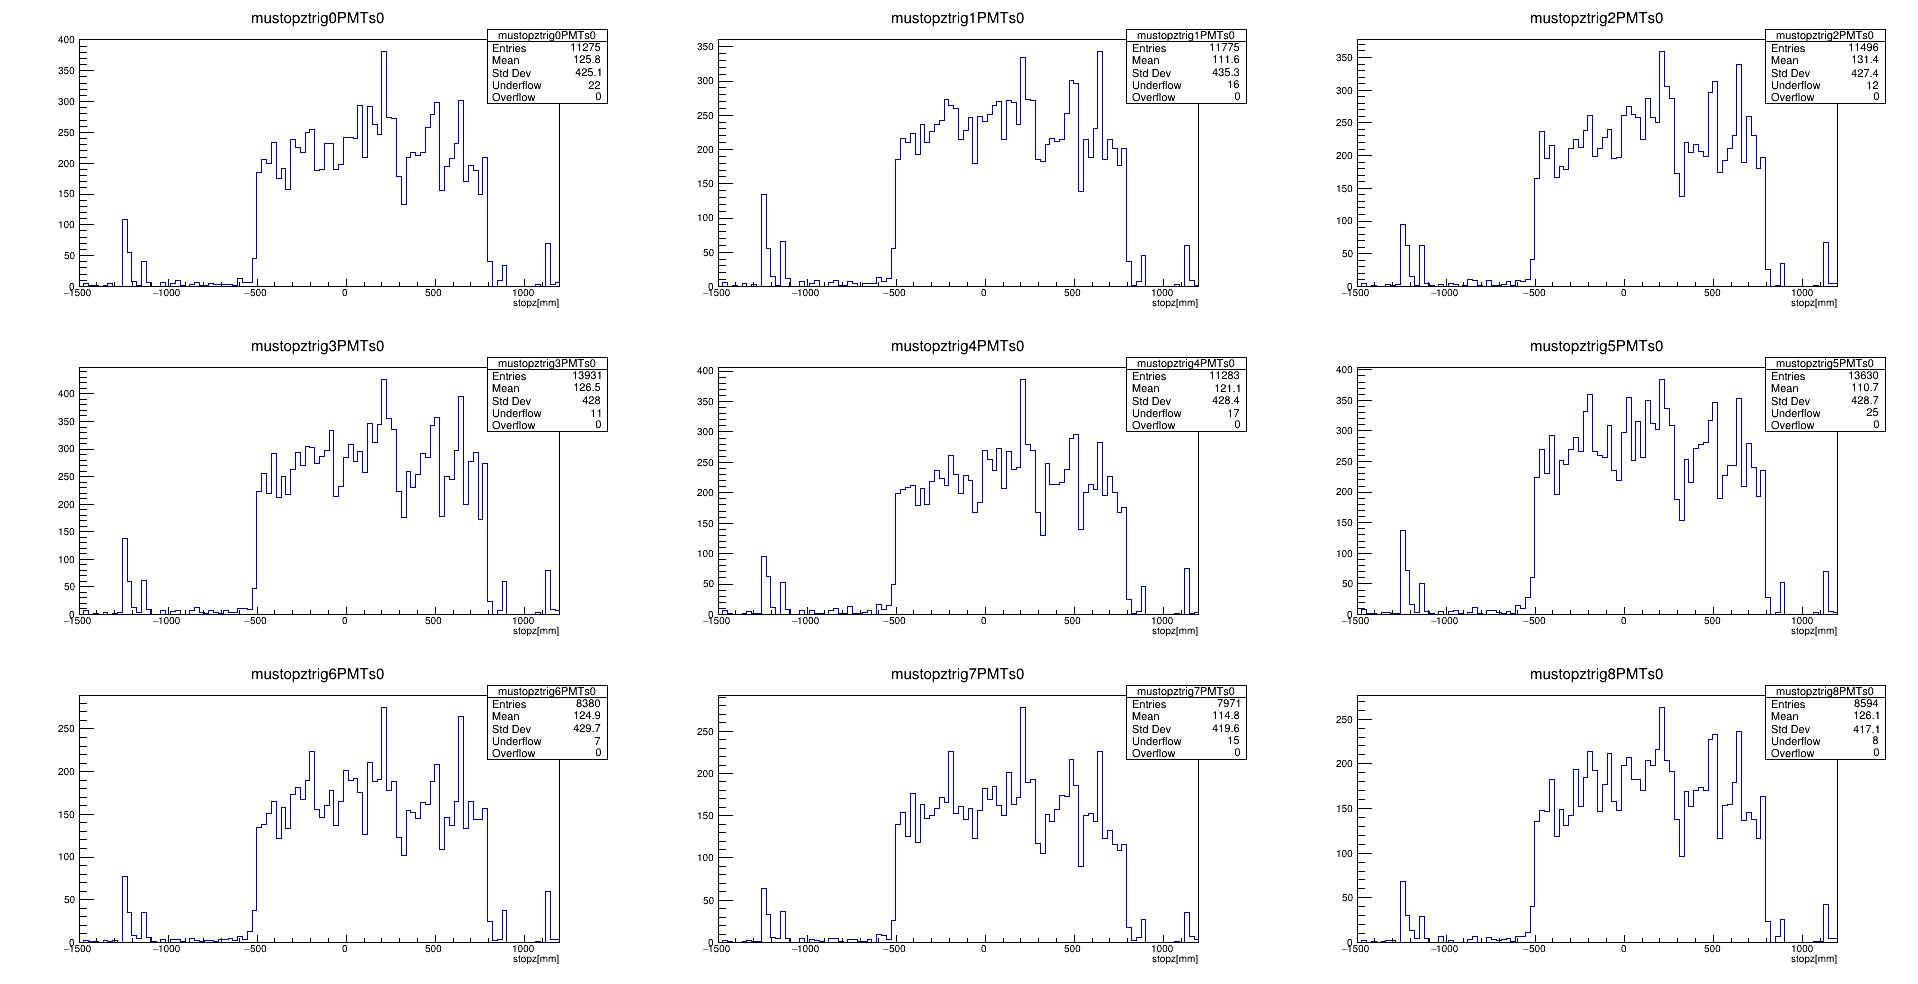 mustopztrig0PMTs0
mustopztrig0PMTs0
Entries 11275
Mean 125.8
Std Dev 425.1
Underflow 22
Overflow 0
400
350
300
250
200
150
100
50
0
−1500 −1000 −500 0 500 1000
stopz[mm]
mustopztrig1PMTs0
mustopztrig1PMTs0
Entries 11775
Mean 111.6
Std Dev 435.3
Underflow 16
Overflow 0
350
300
250
200
150
100
50
0
−1500 −1000 −500 0 500 1000
stopz[mm]
mustopztrig2PMTs0
mustopztrig2PMTs0
Entries 11496
Mean 131.4
Std Dev 427.4
Underflow 12
Overflow 0
350
300
250
200
150
100
50
0
−1500 −1000 −500 0 500 1000
stopz[mm]
mustopztrig3PMTs0
mustopztrig3PMTs0
Entries 13931
Mean 126.5
Std Dev 428
Underflow 11
Overflow 0
400
350
300
250
200
150
100
50
0
−1500 −1000 −500 0 500 1000
stopz[mm]
mustopztrig4PMTs0
mustopztrig4PMTs0
Entries 11283
Mean 121.1
Std Dev 428.4
Underflow 17
Overflow 0
400
350
300
250
200
150
100
50
0
−1500 −1000 −500 0 500 1000
stopz[mm]
mustopztrig5PMTs0
mustopztrig5PMTs0
Entries 13630
Mean 110.7
Std Dev 428.7
Underflow 25
Overflow 0
400
350
300
250
200
150
100
50
0
−1500 −1000 −500 0 500 1000
stopz[mm]
mustopztrig6PMTs0
mustopztrig6PMTs0
Entries 8380
Mean 124.9
Std Dev 429.7
Underflow 7
Overflow 0
250
200
150
100
50
0
−1500 −1000 −500 0 500 1000
stopz[mm]
mustopztrig7PMTs0
mustopztrig7PMTs0
Entries 7971
Mean 114.8
Std Dev 419.6
Underflow 15
Overflow 0
250
200
150
100
50
0
−1500 −1000 −500 0 500 1000
stopz[mm]
mustopztrig8PMTs0
mustopztrig8PMTs0
Entries 8594
Mean 126.1
Std Dev 417.1
Underflow 8
Overflow 0
250
200
150
100
50
0
−1500 −1000 −500 0 500 1000
stopz[mm]